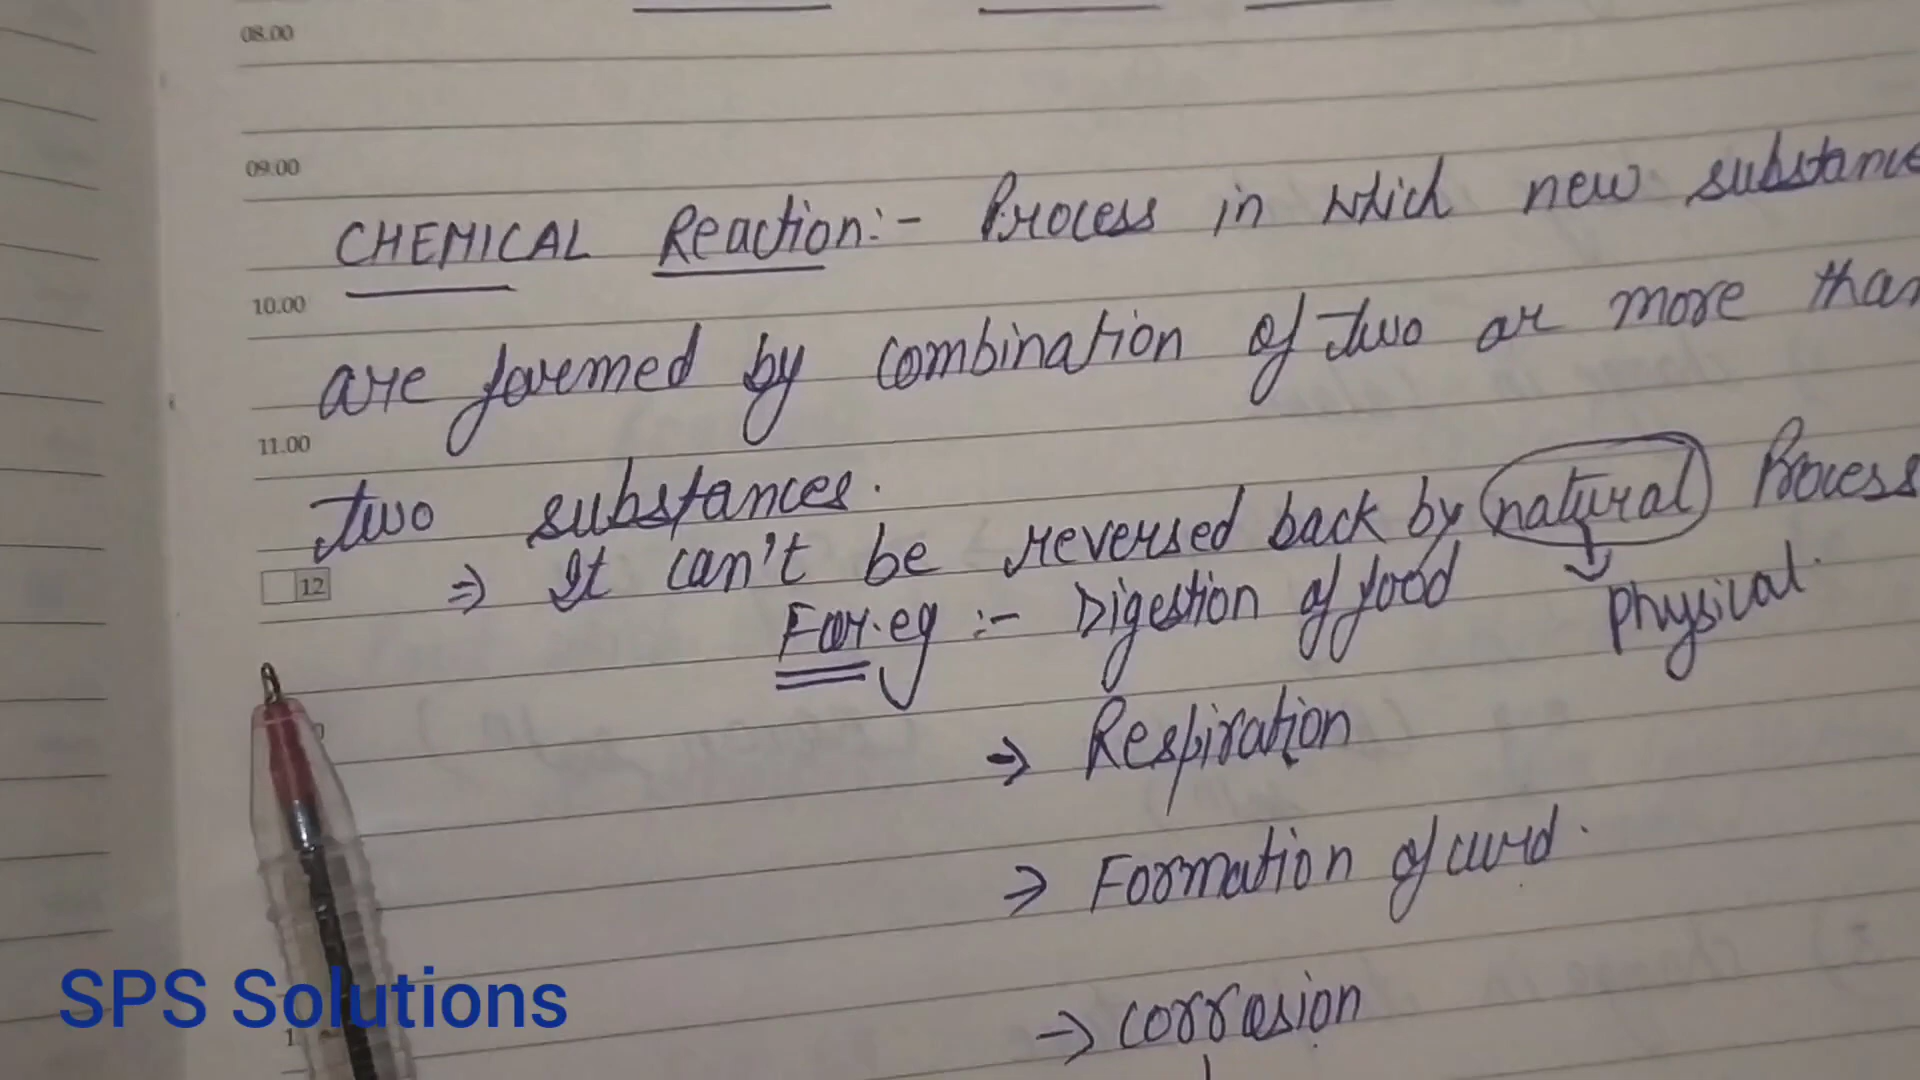 08.00
09.00
CHEMICAL Reaction:- Process in which new substance
10.00
are formed by combination of two or more than
11.00
two substances.
12
⇒ It can't be reversed back by natural Process
For.eg :- Digestion of food
Physical.
→ Respiration
→ Formation of curd.
→ corrosion
SPS Solutions